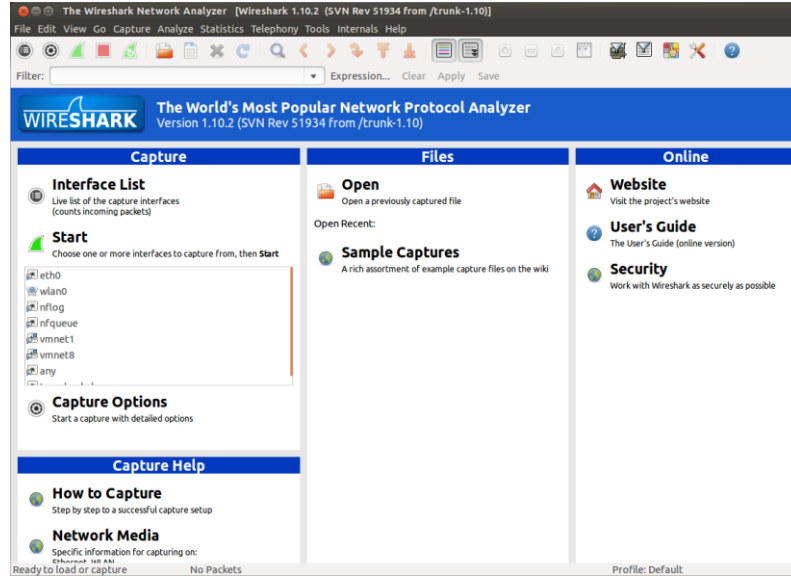 The Wireshark Network Analyzer [Wireshark 1.10.2 (SVN Rev 51934 from /trunk-1.10)]
File Edit View Go Capture Analyze Statistics Telephony Tools Internals Help
Filter:
Expression... Clear Apply Save
WIRESHARK
The World's Most Popular Network Protocol Analyzer
Version 1.10.2 (SVN Rev 51934 from /trunk-1.10)
Capture
Interface List
Live list of the capture interfaces
(counts incoming packets)
Start
Choose one or more interfaces to capture from, then Start
eth0
wlan0
nflog
nfqueue
vmnet1
vmnet8
any
Capture Options
Start a capture with detailed options
Capture Help
How to Capture
Step by step to a successful capture setup
Network Media
Specific information for capturing on:
Ethernet, WLAN,
Files
Open
Open a previously captured file
Open Recent:
Sample Captures
A rich assortment of example capture files on the wiki
Online
Website
Visit the project's website
User's Guide
The User's Guide (online version)
Security
Work with Wireshark as securely as possible
Ready to load or capture
No Packets
Profile: Default